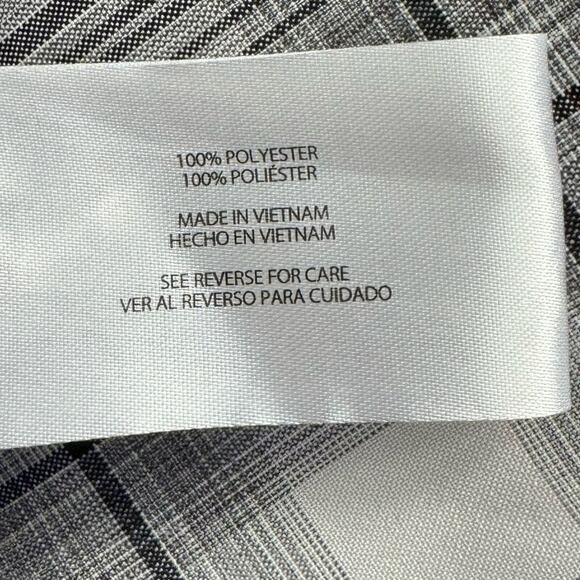 100% POLYESTER
100% POLIÉSTER
MADE IN VIETNAM
HECHO EN VIETNAM
SEE REVERSE FOR CARE
VER AL REVERSO PARA CUIDADO